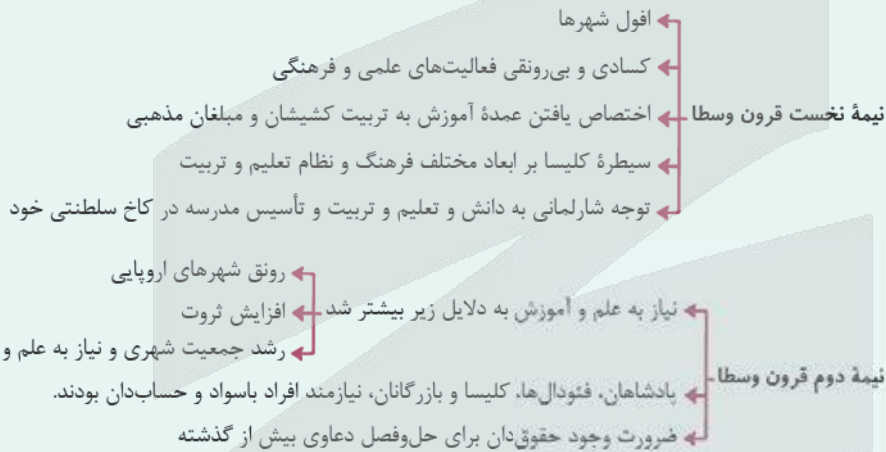 افول شهرها
کسادی و بی‌رونقی فعالیت‌های علمی و فرهنگی
نیمهٔ نخست قرون وسطا
اختصاص یافتن عمدهٔ آموزش به تربیت کشیشان و مبلغان مذهبی
سیطرهٔ کلیسا بر ابعاد مختلف فرهنگ و نظام تعلیم و تربیت
توجه شارلمانی به دانش و تعلیم و تربیت و تأسیس مدرسه در کاخ سلطنتی خود
نیمهٔ دوم قرون وسطا
نیاز به علم و آموزش به دلایل زیر بیشتر شد
رونق شهرهای اروپایی
افزایش ثروت
رشد جمعیت شهری و نیاز به علم و
پادشاهان، فئودال‌ها، کلیسا و بازرگانان، نیازمند افراد باسواد و حساب‌دان بودند.
ضرورت وجود حقوق‌دان برای حل‌وفصل دعاوی بیش از گذشته